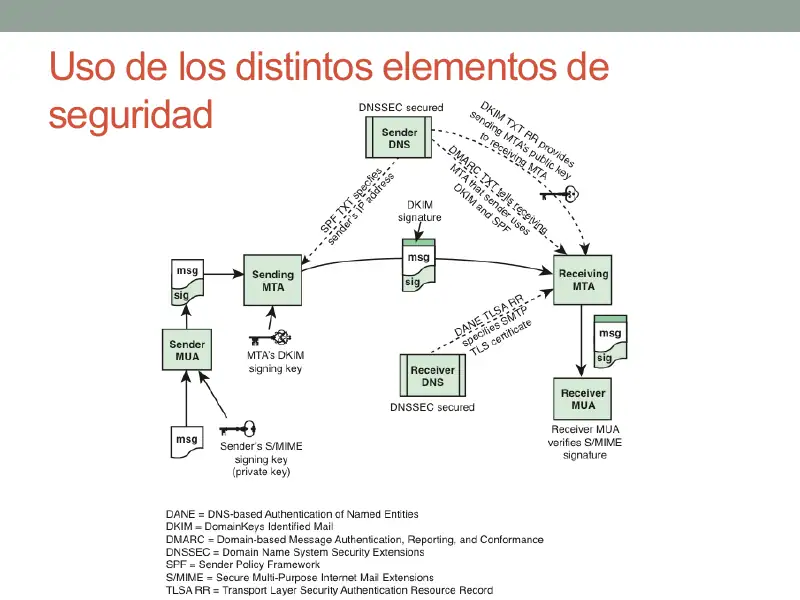 Uso de los distintos elementos de
seguridad
DNSSEC secured
Sender
DNS
DKIM TXT RR provides
sending MTA's public key
to receiving MTA
DMARC TXT tells receiving
MTA that sender uses
DKIM and SPF
SPF TXT specfies
sender's IP address
DKIM
signature
msg
sig
Sending
MTA
msg
sig
Receiving
MTA
DANE TLSA RR
specifies SMTP
TLS certificate
Sender
MUA
MTA's DKIM
signing key
Receiver
DNS
DNSSEC secured
msg
sig
Receiver
MUA
Receiver MUA
verifies S/MIME
signature
msg
Sender's S/MIME
signing key
(private key)
DANE = DNS-based Authentication of Named Entities
DKIM = DomainKeys Identified Mail
DMARC = Domain-based Message Authentication, Reporting, and Conformance
DNSSEC = Domain Name System Security Extensions
SPF = Sender Policy Framework
S/MIME = Secure Multi-Purpose Internet Mail Extensions
TLSA RR = Transport Layer Security Authentication Resource Record